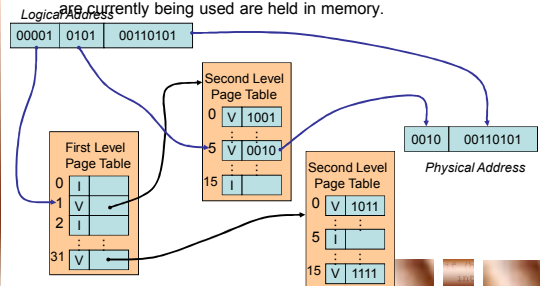 are currently being used are held in memory.
Logical Address
00001 0101 00110101
Second Level
Page Table
0 V 1001
: :
5 V 0010
: :
15 I
0010 00110101
Physical Address
First Level
Page Table
0 I
1 V
2 I
: :
31 V
Second Level
Page Table
0 V 1011
: :
5 I
: :
15 V 1111